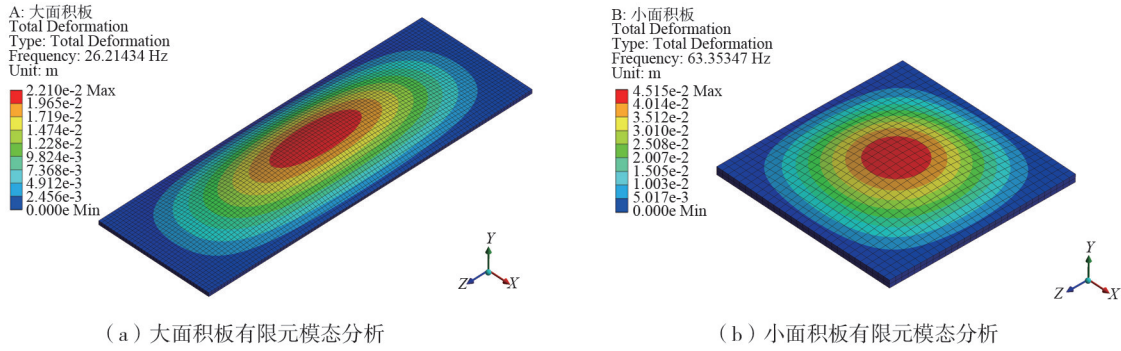 A: 大面积板
Total Deformation
Type: Total Deformation
Frequency: 26.21434 Hz
Unit: m
2.210e-2 Max
1.965e-2
1.719e-2
1.474e-2
1.228e-2
9.824e-3
7.368e-3
4.912e-3
2.456e-3
0.000e Min
Y
Z
X
（a）大面积板有限元模态分析
B: 小面积板
Total Deformation
Type: Total Deformation
Frequency: 63.35347 Hz
Unit: m
4.515e-2 Max
4.014e-2
3.512e-2
3.010e-2
2.508e-2
2.007e-2
1.505e-2
1.003e-2
5.017e-3
0.000e Min
Y
Z
X
（b）小面积板有限元模态分析